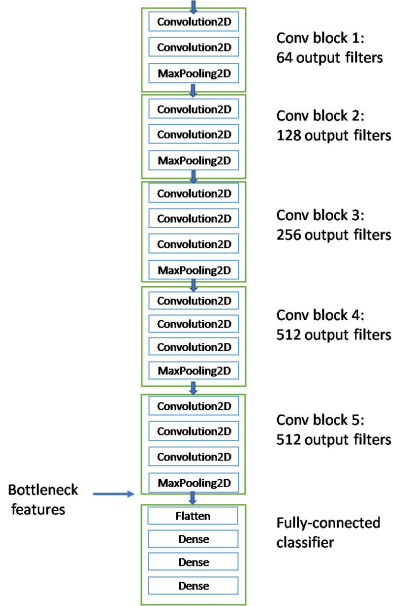 Convolution2D
Convolution2D
MaxPooling2D
Conv block 1:
64 output filters
Convolution2D
Convolution2D
MaxPooling2D
Conv block 2:
128 output filters
Convolution2D
Convolution2D
Convolution2D
MaxPooling2D
Conv block 3:
256 output filters
Convolution2D
Convolution2D
Convolution2D
MaxPooling2D
Conv block 4:
512 output filters
Convolution2D
Convolution2D
Convolution2D
MaxPooling2D
Conv block 5:
512 output filters
Bottleneck
features
Flatten
Dense
Dense
Dense
Fully-connected
classifier